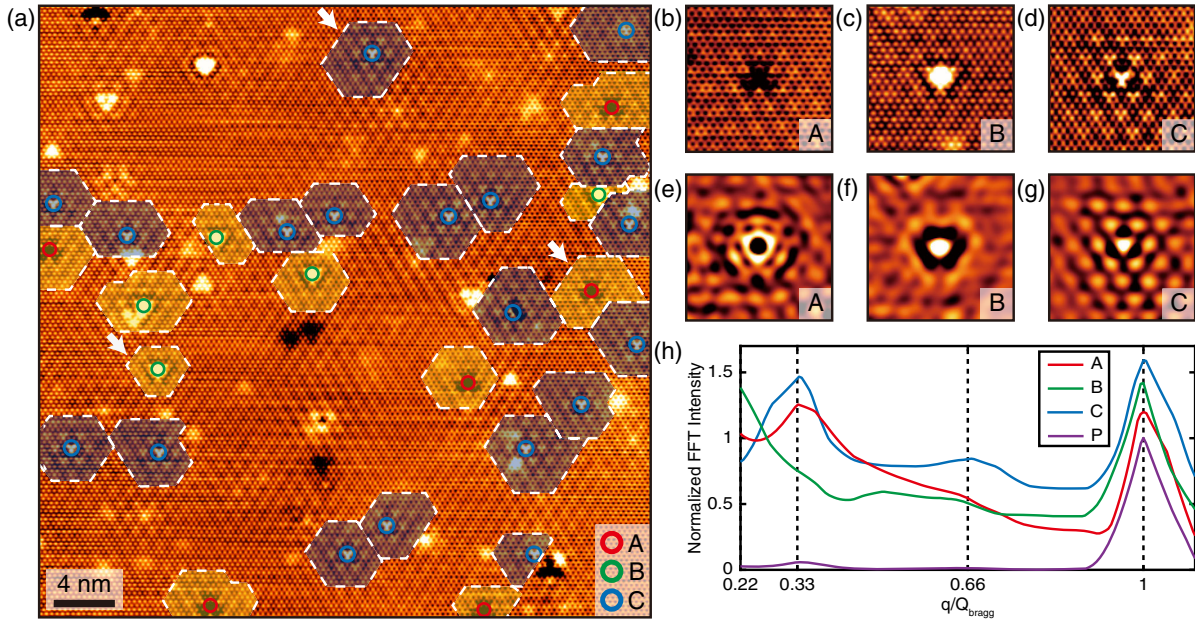 (a)
A
B
C
4 nm
(b)
A
(c)
B
(d)
C
(e)
A
(f)
B
(g)
C
(h)
Normalized FFT Intensity
1.5
1
0.5
0
A
B
C
P
0.22
0.33
0.66
1
q/Q_bragg